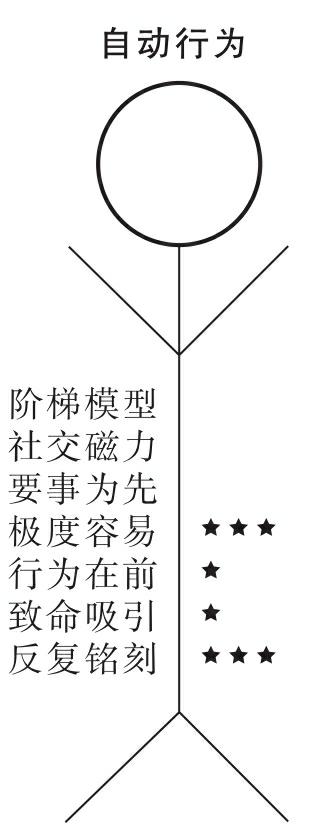 自动行为
阶梯模型
社交磁力
要事为先
极度容易 ★★★
行为在前 ★
致命吸引 ★
反复铭刻 ★★★